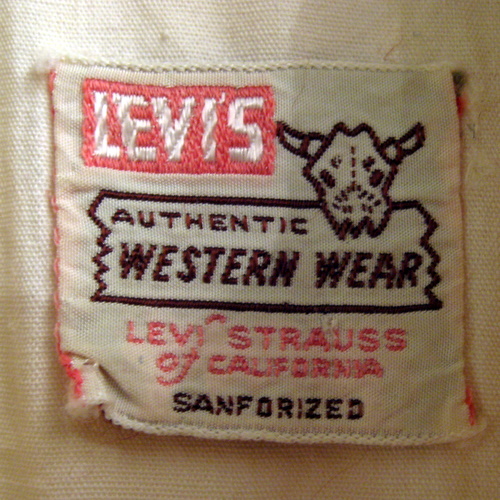 LEVI'S
AUTHENTIC
WESTERN WEAR
LEVI STRAUSS
of CALIFORNIA
SANFORIZED